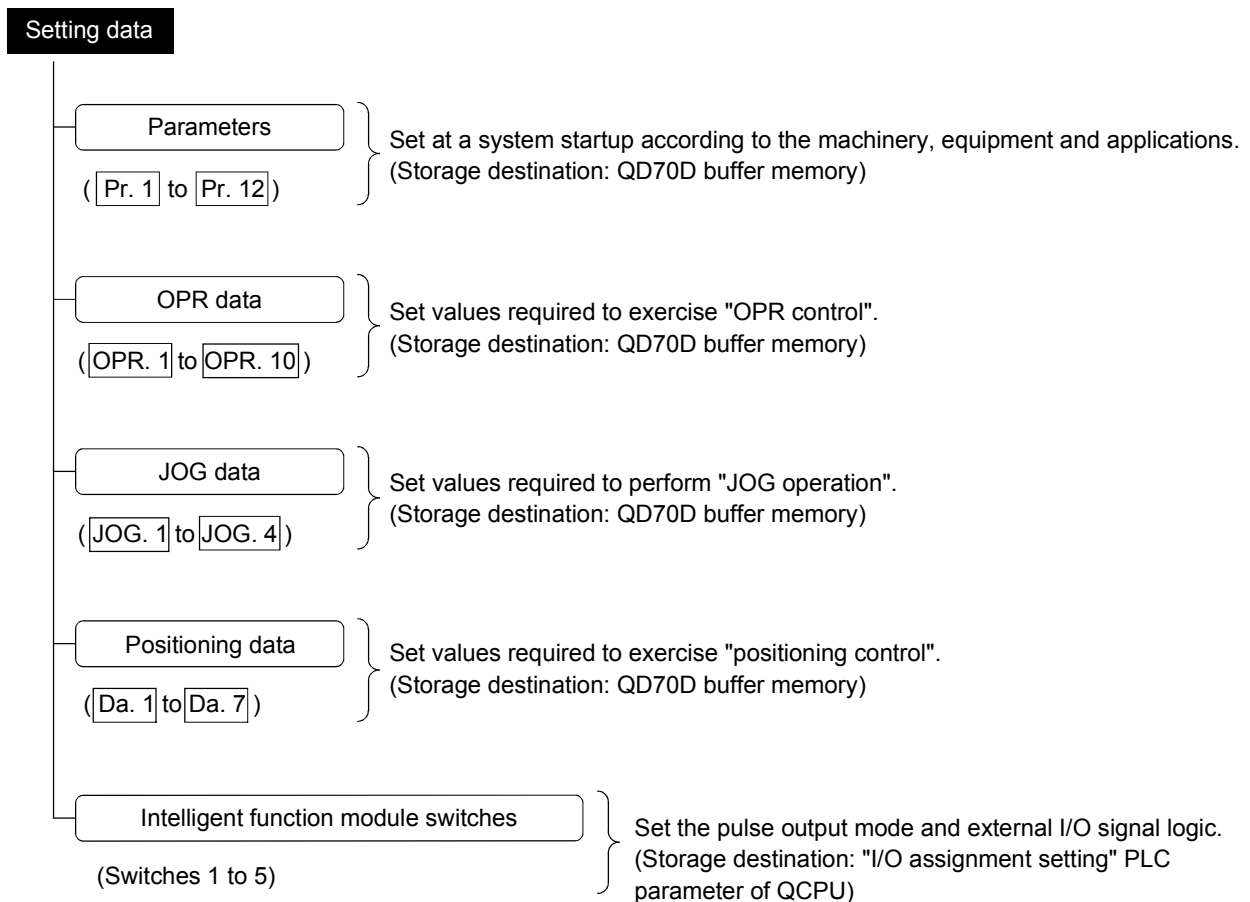 Setting data
Parameters
( Pr. 1 to Pr. 12 )
Set at a system startup according to the machinery, equipment and applications.
(Storage destination: QD70D buffer memory)
OPR data
( OPR. 1 to OPR. 10 )
Set values required to exercise "OPR control".
(Storage destination: QD70D buffer memory)
JOG data
( JOG. 1 to JOG. 4 )
Set values required to perform "JOG operation".
(Storage destination: QD70D buffer memory)
Positioning data
( Da. 1 to Da. 7 )
Set values required to exercise "positioning control".
(Storage destination: QD70D buffer memory)
Intelligent function module switches
(Switches 1 to 5)
Set the pulse output mode and external I/O signal logic.
(Storage destination: "I/O assignment setting" PLC
parameter of QCPU)